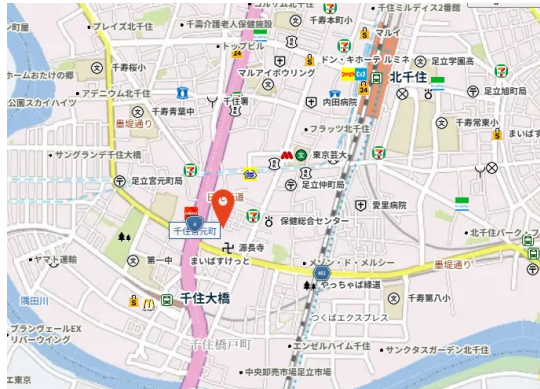 千住ミルディス2番館
千寿本町小
プレイズ北千住
千寿介護老人保健施設
マルイ
トップビル
ドン・キホーテ
ルミネ
足立学園高
千寿桜小
ホームおたけの郷
マルアイボウリング
北千住
アデニウム北千住
千住署
内田病院
足立旭町局
公園スカイハイツ
千寿青葉中
墨堤通り
フラッツ北千住
千寿常東小
まいばす
サングランデ千住大橋
東京芸大
足立宮元町局
足立仲町局
愛里病院
保健総合センター
千住宮元町
源長寺
北千住パーク・フ
ヤマト運輸
第一中
まいばすけっと
メゾン・ド・メルシー
墨堤通り
461
やっちゃば緑道
隅田川
千住大橋
千寿第八小
つくばエクスプレス
プランヴェールEX
リバーウイング
千住橋戸町
エンゼルハイム千住
サンクタスガーデン北千住
中央卸売市場足立市場
工東京